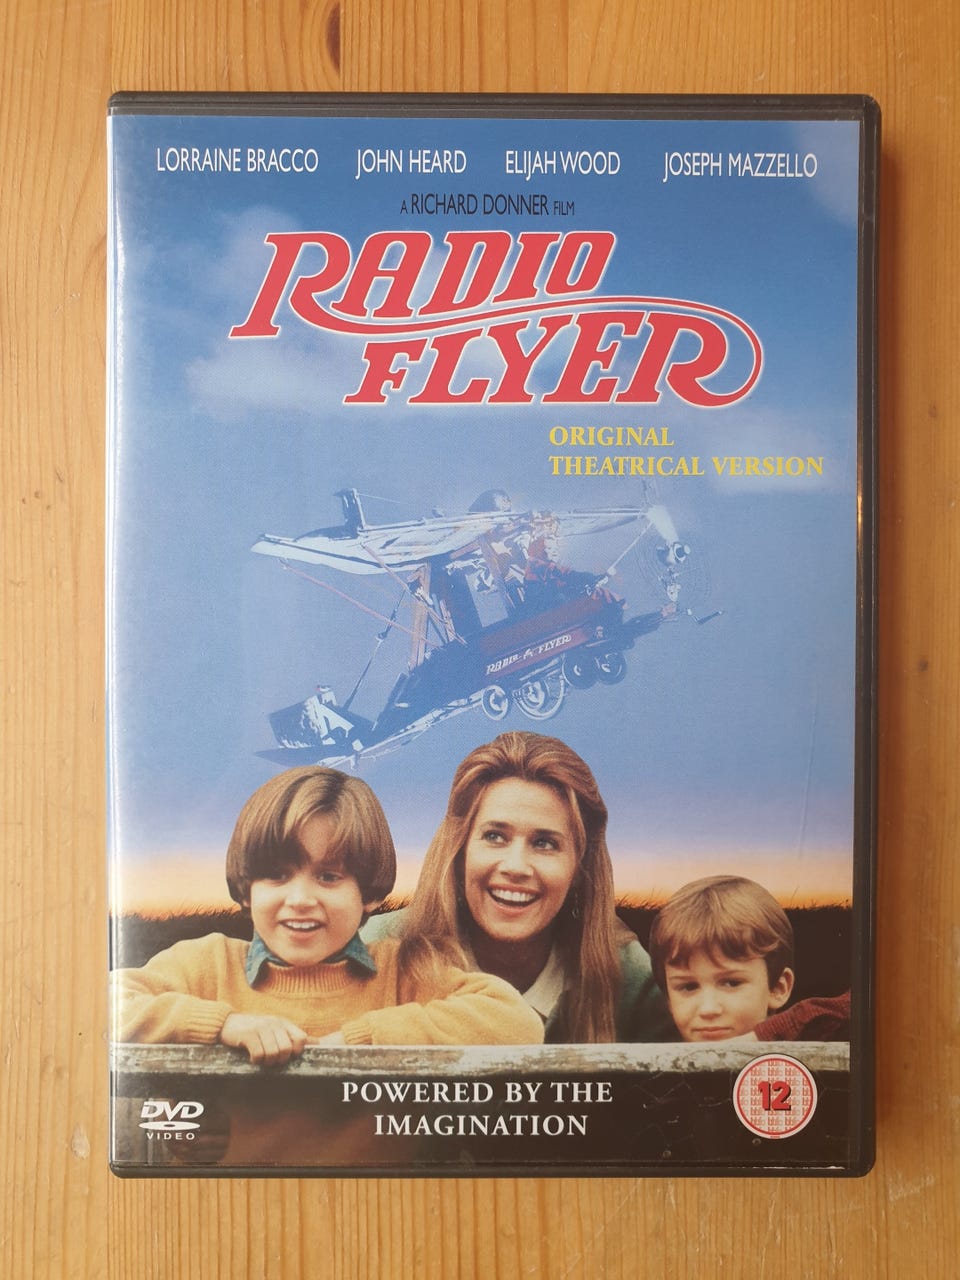 LORRAINE BRACCO JOHN HEARD ELIJAH WOOD JOSEPH MAZZELLO
A RICHARD DONNER FILM
RADIO
FLYER
ORIGINAL
THEATRICAL VERSION
RADIO FLYER
POWERED BY THE
IMAGINATION
DVD
VIDEO
12